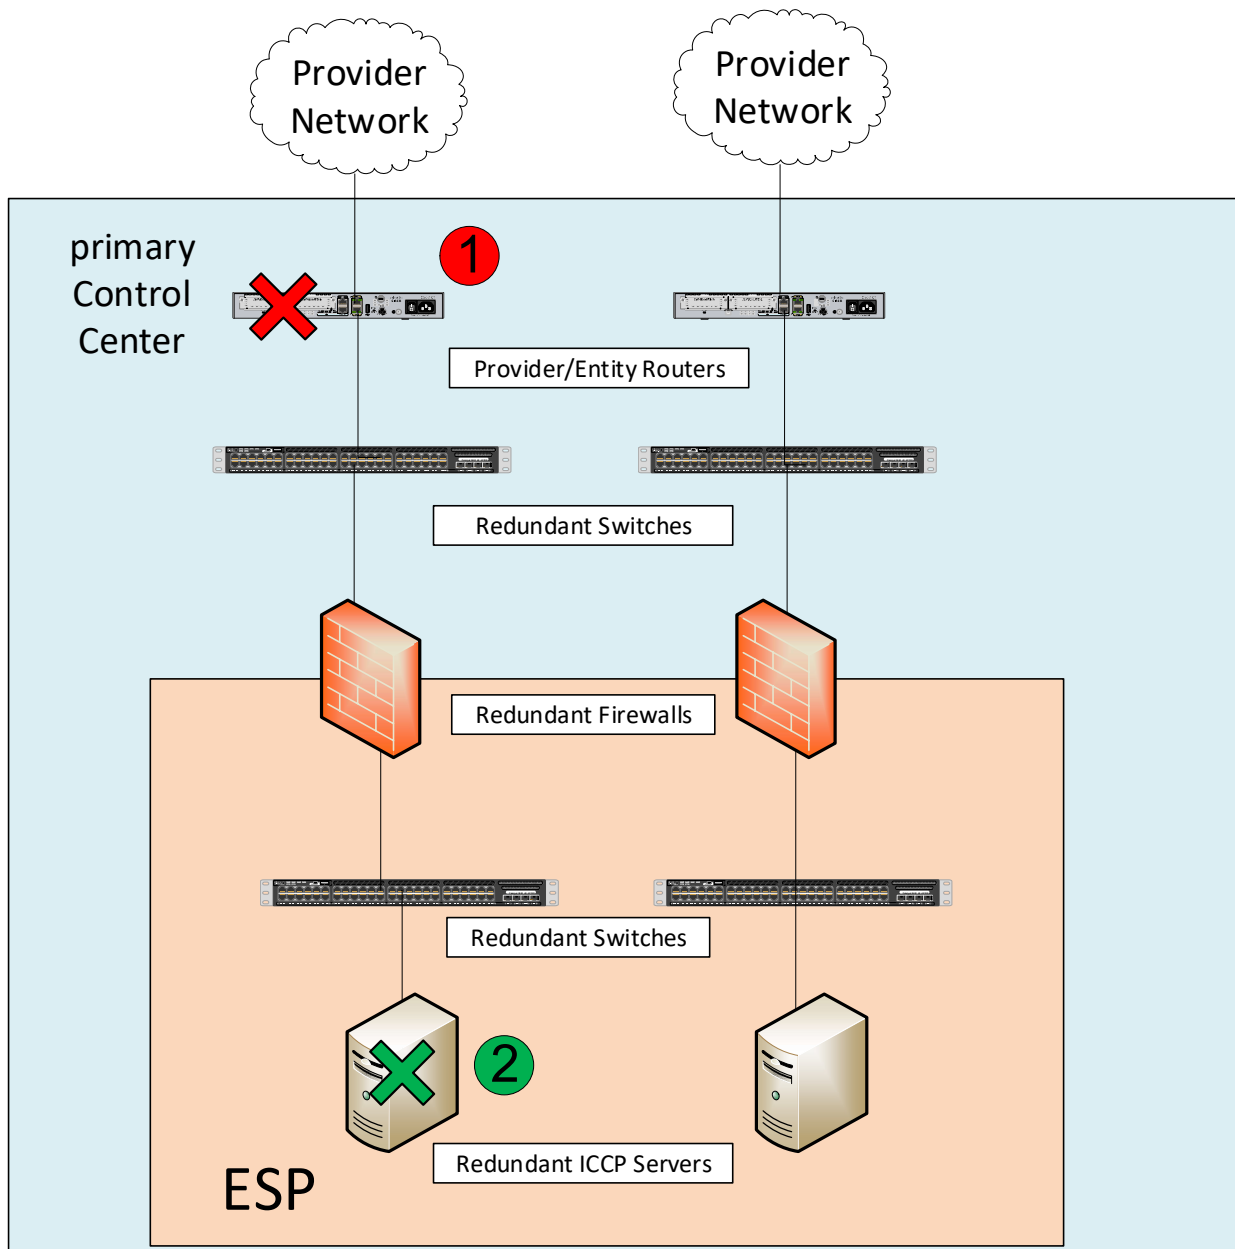 Provider
Network
Provider
Network
primary
Control
Center
1
Provider/Entity Routers
Redundant Switches
Redundant Firewalls
Redundant Switches
2
Redundant ICCP Servers
ESP